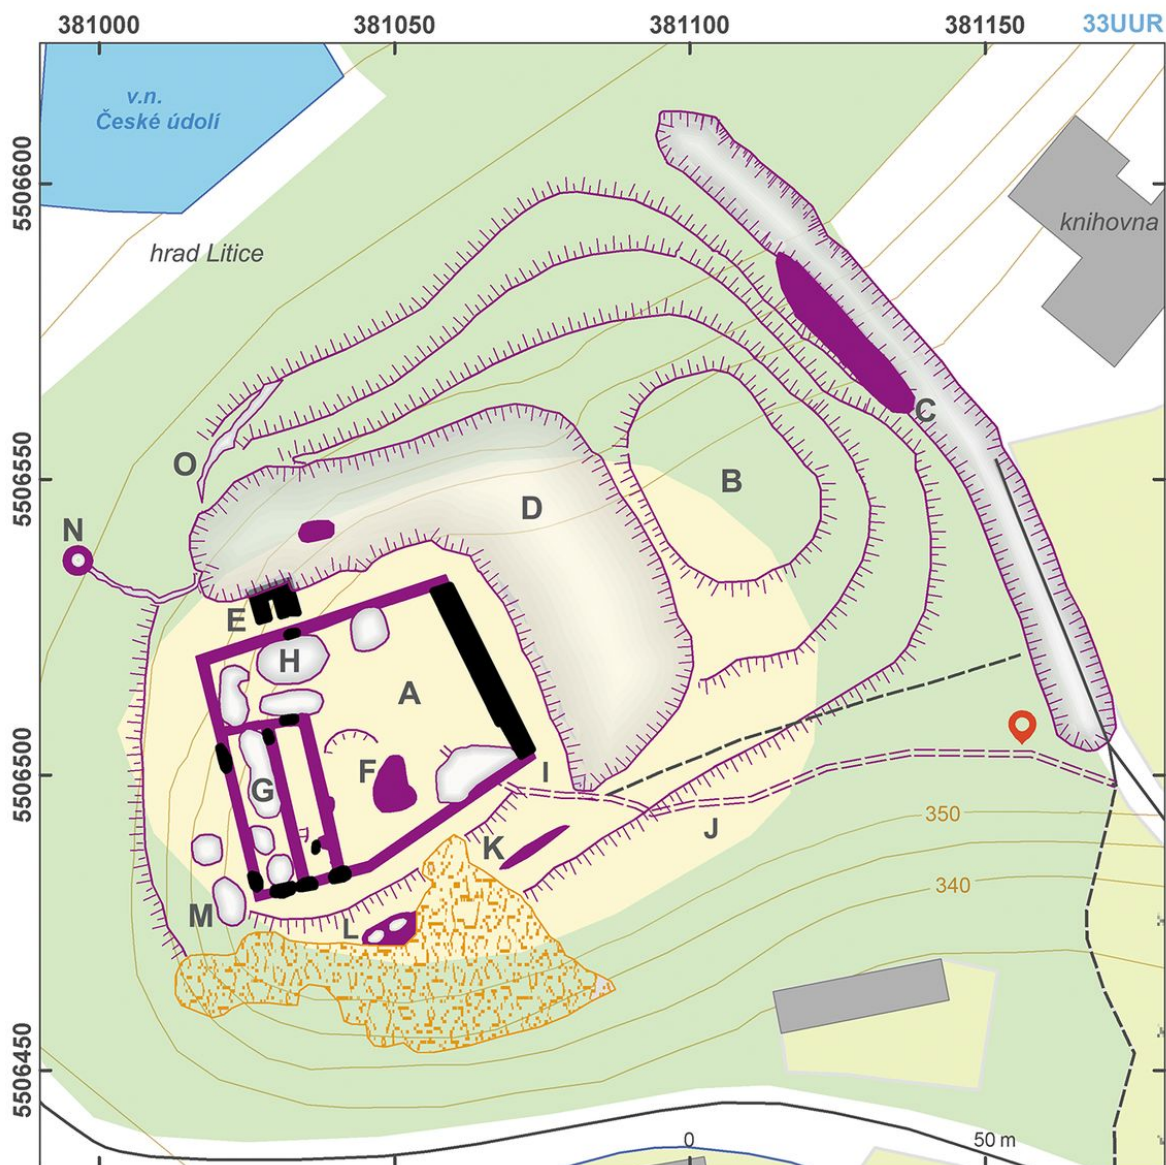 381000 381050 381100 381150 33UUR
v.n.
České údolí
5506600
hrad Litice
knihovna
C
O
B
5506550
D
N
E
H
A
5506500
F
I
G
J
350
K
340
M
L
5506450
0 50 m